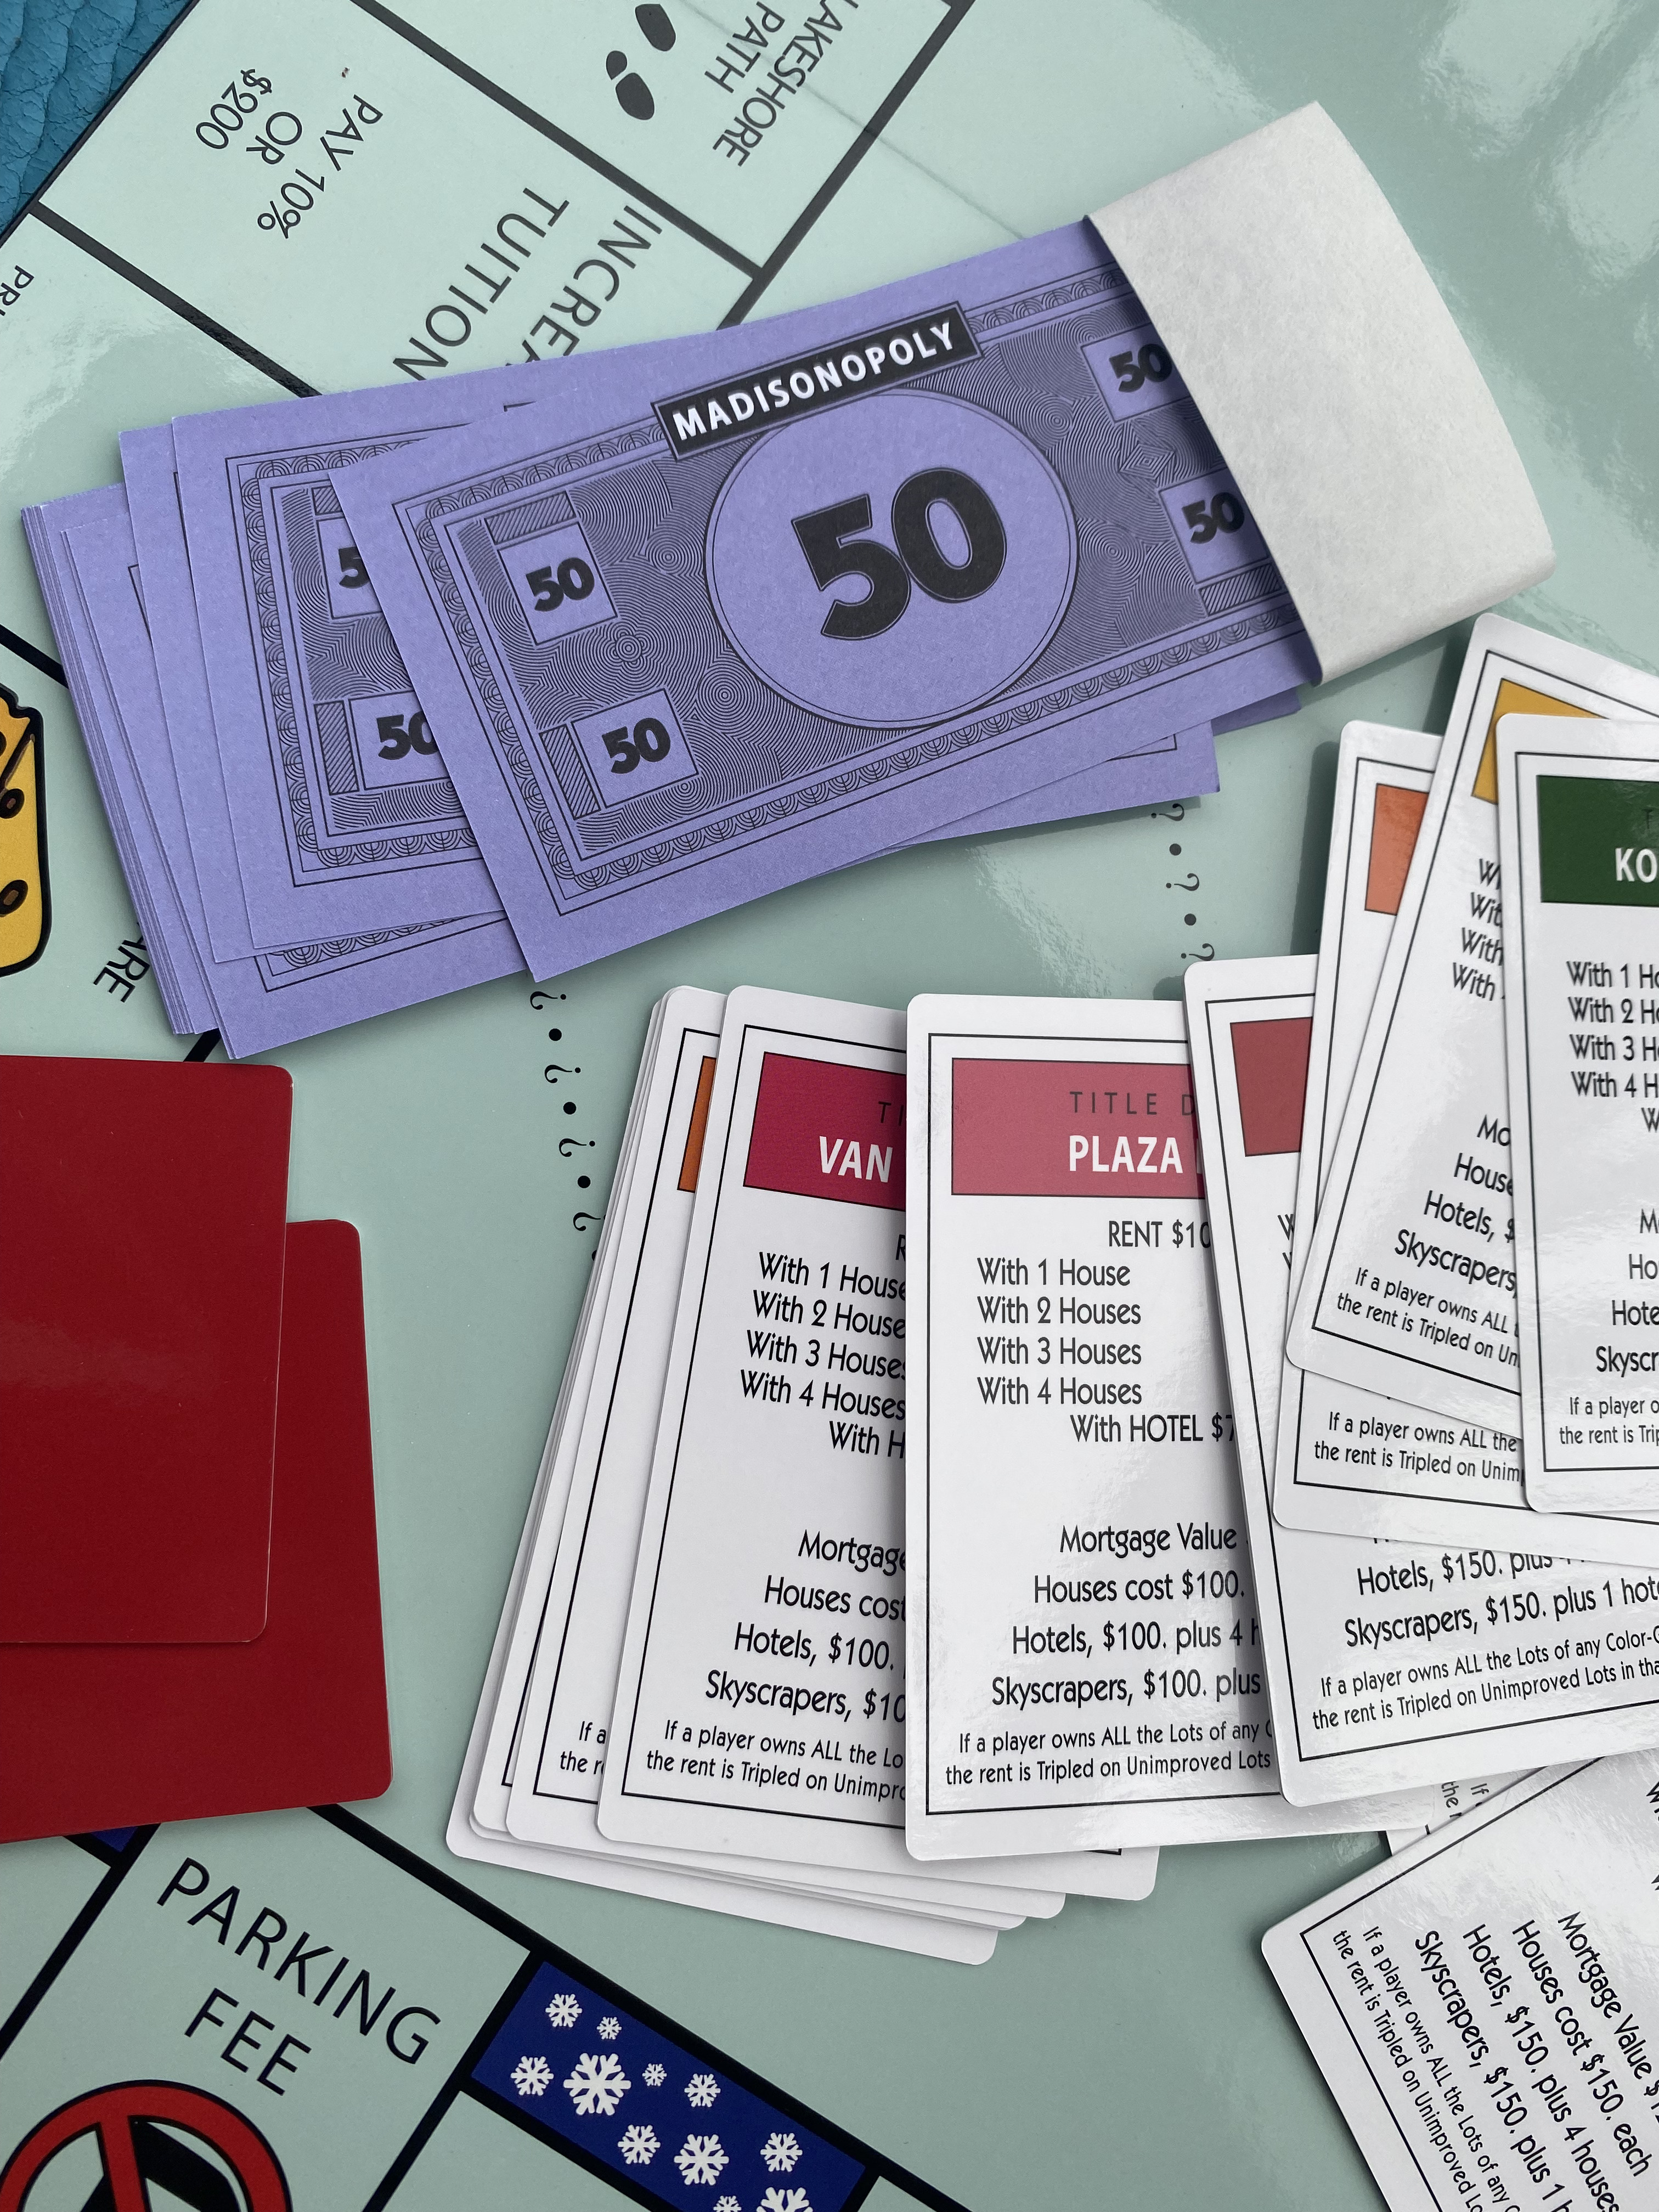 LAKESHORE
PATH
PAY 10%
OR
$200
TUITION
MADISONOPOLY
50
50
50
50
50
50
TITLE
VAN
With 1 House
With 2 House
With 3 Houses
With 4 Houses
With H
Mortgage
Houses cost
Hotels, $100.
Skyscrapers, $10
If a player owns ALL the Lo
the rent is Tripled on Unimpro
TITLE D
PLAZA
RENT $10
With 1 House
With 2 Houses
With 3 Houses
With 4 Houses
With HOTEL $7
Mortgage Value
Houses cost $100.
Hotels, $100. plus 4 h
Skyscrapers, $100. plus
If a player owns ALL the Lots of any
the rent is Tripled on Unimproved Lots
Hotels, $150. plus
Skyscrapers, $150. plus 1 hote
If a player owns ALL the Lots of any Color-G
the rent is Tripled on Unimproved Lots in tha
If a player owns ALL the
the rent is Tripled on Unim
With
With
Mo
House
Hotels, $
Skyscrapers,
If a player owns ALL
the rent is Tripled on Un
KO
With 1 Ho
With 2 Ho
With 3 Ho
With 4 H
Ho
Hote
Skyscr
If a player o
the rent is Trip
Mortgage Value $
Houses cost $150. each
Hotels, $150. plus 4 houses
Skyscrapers, $150. plus 1 h
If a player owns ALL the Lots of any
the rent is Tripled on Unimproved Lo
PARKING
FEE